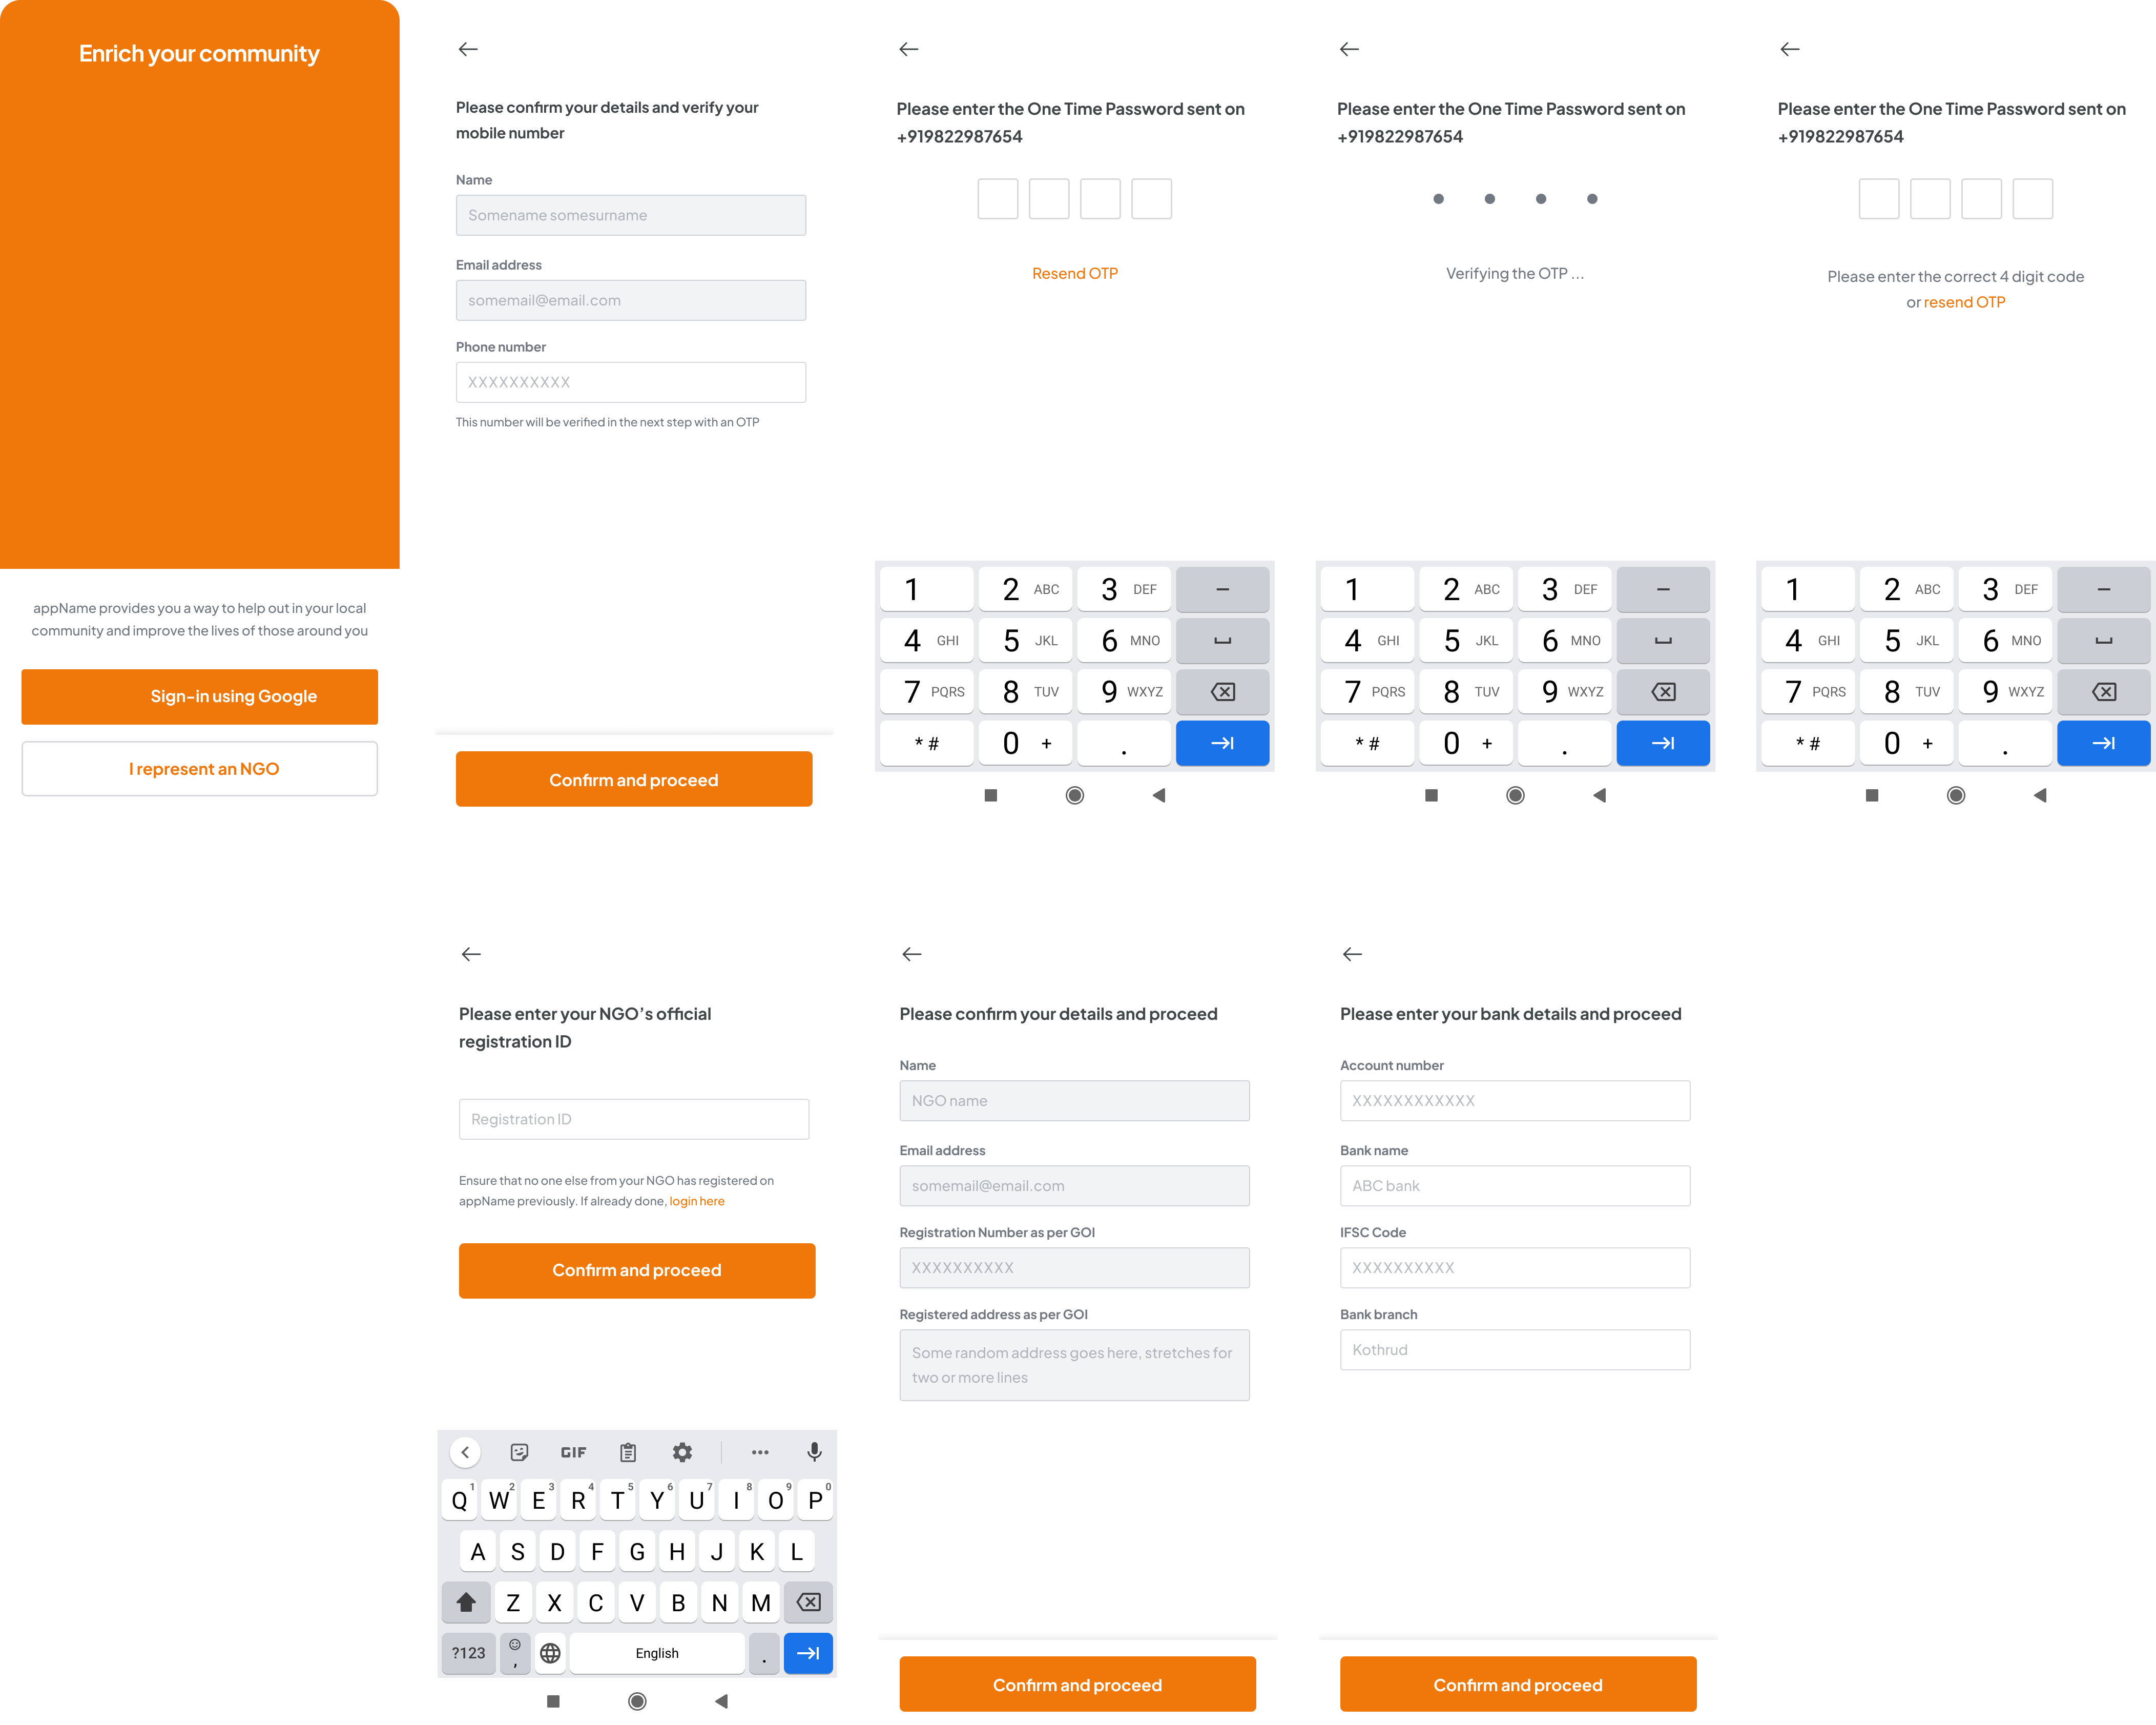 Enrich your community
appName provides you a way to help out in your local
community and improve the lives of those around you
Sign-in using Google
I represent an NGO
Please confirm your details and verify your
mobile number
Name
Somename somesurname
Email address
somemail@email.com
Phone number
XXXXXXXXXX
This number will be verified in the next step with an OTP
Confirm and proceed
Please enter the One Time Password sent on
+919822987654
Resend OTP
1 2 ABC 3 DEF –
4 GHI 5 JKL 6 MNO
7 PQRS 8 TUV 9 WXYZ
* # 0 + .
Please enter the One Time Password sent on
+919822987654
Verifying the OTP ...
1 2 ABC 3 DEF –
4 GHI 5 JKL 6 MNO
7 PQRS 8 TUV 9 WXYZ
* # 0 + .
Please enter the One Time Password sent on
+919822987654
Please enter the correct 4 digit code
or resend OTP
1 2 ABC 3 DEF –
4 GHI 5 JKL 6 MNO
7 PQRS 8 TUV 9 WXYZ
* # 0 + .
Please enter your NGO's official
registration ID
Registration ID
Ensure that no one else from your NGO has registered on
appName previously. If already done, login here
Confirm and proceed
GIF
Q 1 W 2 E 3 R 4 T 5 Y 6 U 7 I 8 O 9 P 0
A S D F G H J K L
Z X C V B N M
?123 , English .
Please confirm your details and proceed
Name
NGO name
Email address
somemail@email.com
Registration Number as per GOI
XXXXXXXXXX
Registered address as per GOI
Some random address goes here, stretches for
two or more lines
Confirm and proceed
Please enter your bank details and proceed
Account number
XXXXXXXXXXXX
Bank name
ABC bank
IFSC Code
XXXXXXXXXX
Bank branch
Kothrud
Confirm and proceed